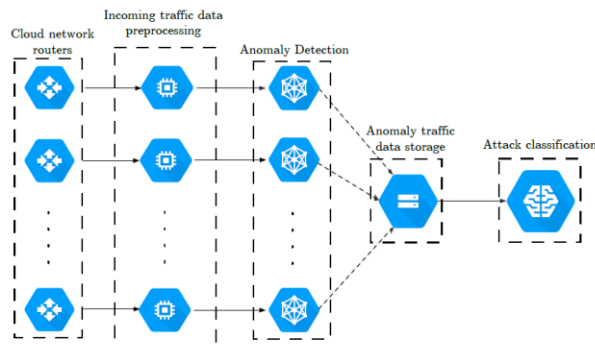 Cloud network
routers
Incoming traffic data
preprocessing
Anomaly Detection
Anomaly traffic
data storage
Attack classification